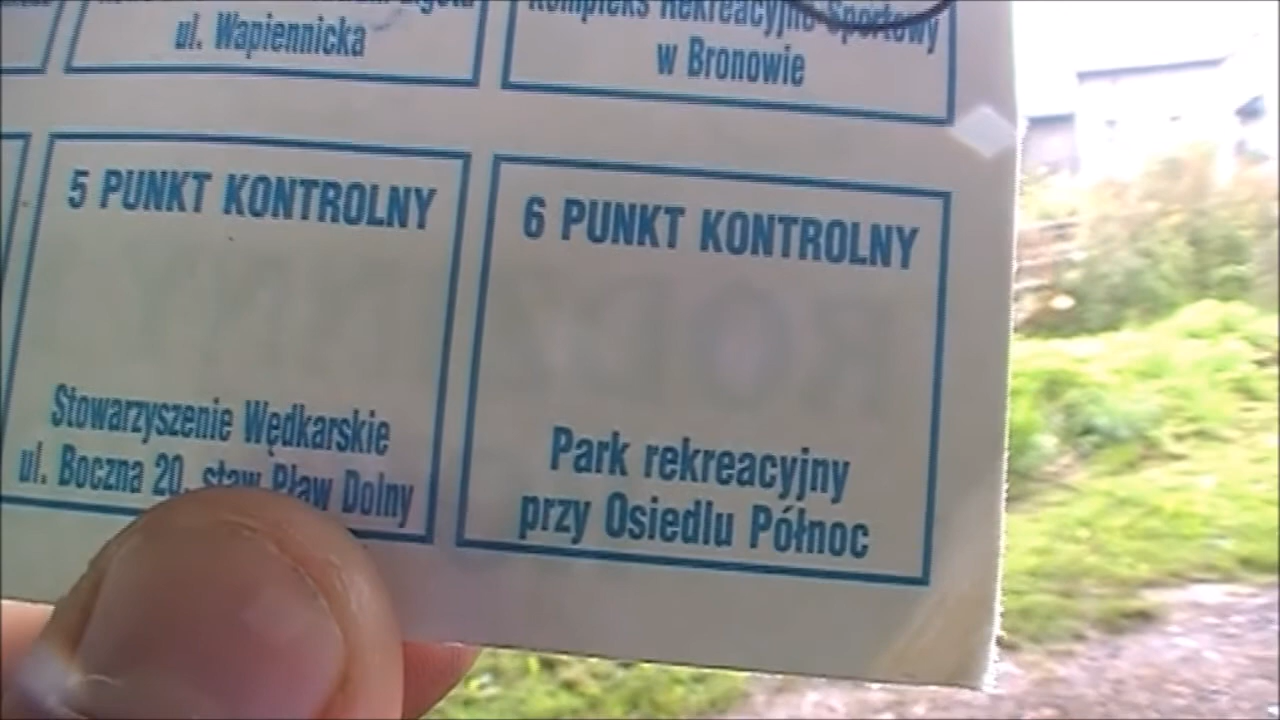 ul. Wapiennicka
Kompleks Rekreacyjno Sportowy
w Bronowie
5 PUNKT KONTROLNY
Stowarzyszenie Wędkarskie
ul. Boczna 20, staw Pław Dolny
6 PUNKT KONTROLNY
Park rekreacyjny
przy Osiedlu Północ